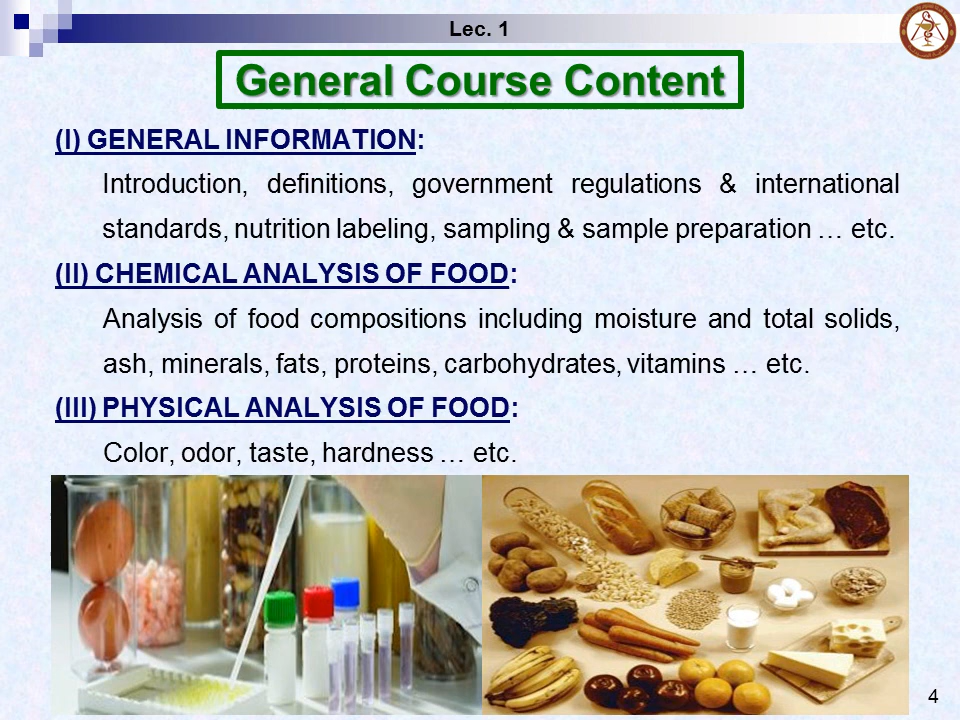 Lec. 1
General Course Content
(I) GENERAL INFORMATION:
Introduction, definitions, government regulations & international
standards, nutrition labeling, sampling & sample preparation … etc.
(II) CHEMICAL ANALYSIS OF FOOD:
Analysis of food compositions including moisture and total solids,
ash, minerals, fats, proteins, carbohydrates, vitamins … etc.
(III) PHYSICAL ANALYSIS OF FOOD:
Color, odor, taste, hardness … etc.
4